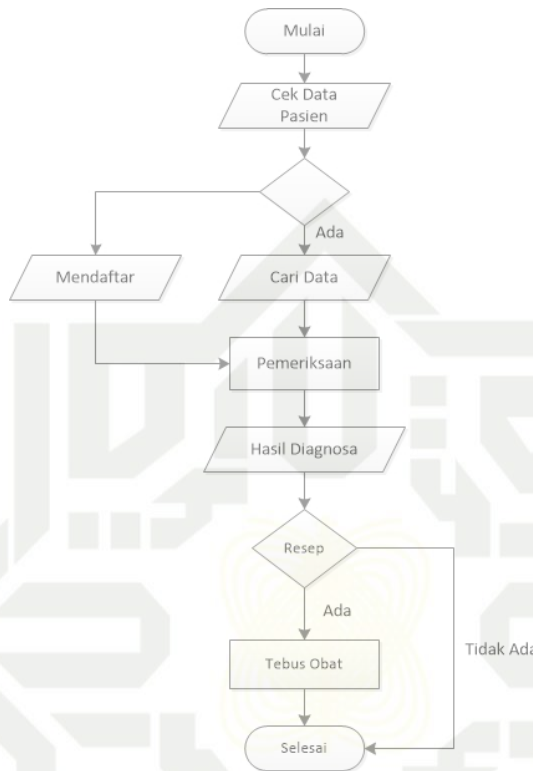 Mulai
Cek Data
Pasien
Ada
Mendaftar
Cari Data
Pemeriksaan
Hasil Diagnosa
Resep
Ada
Tidak Ada
Tebus Obat
Selesai